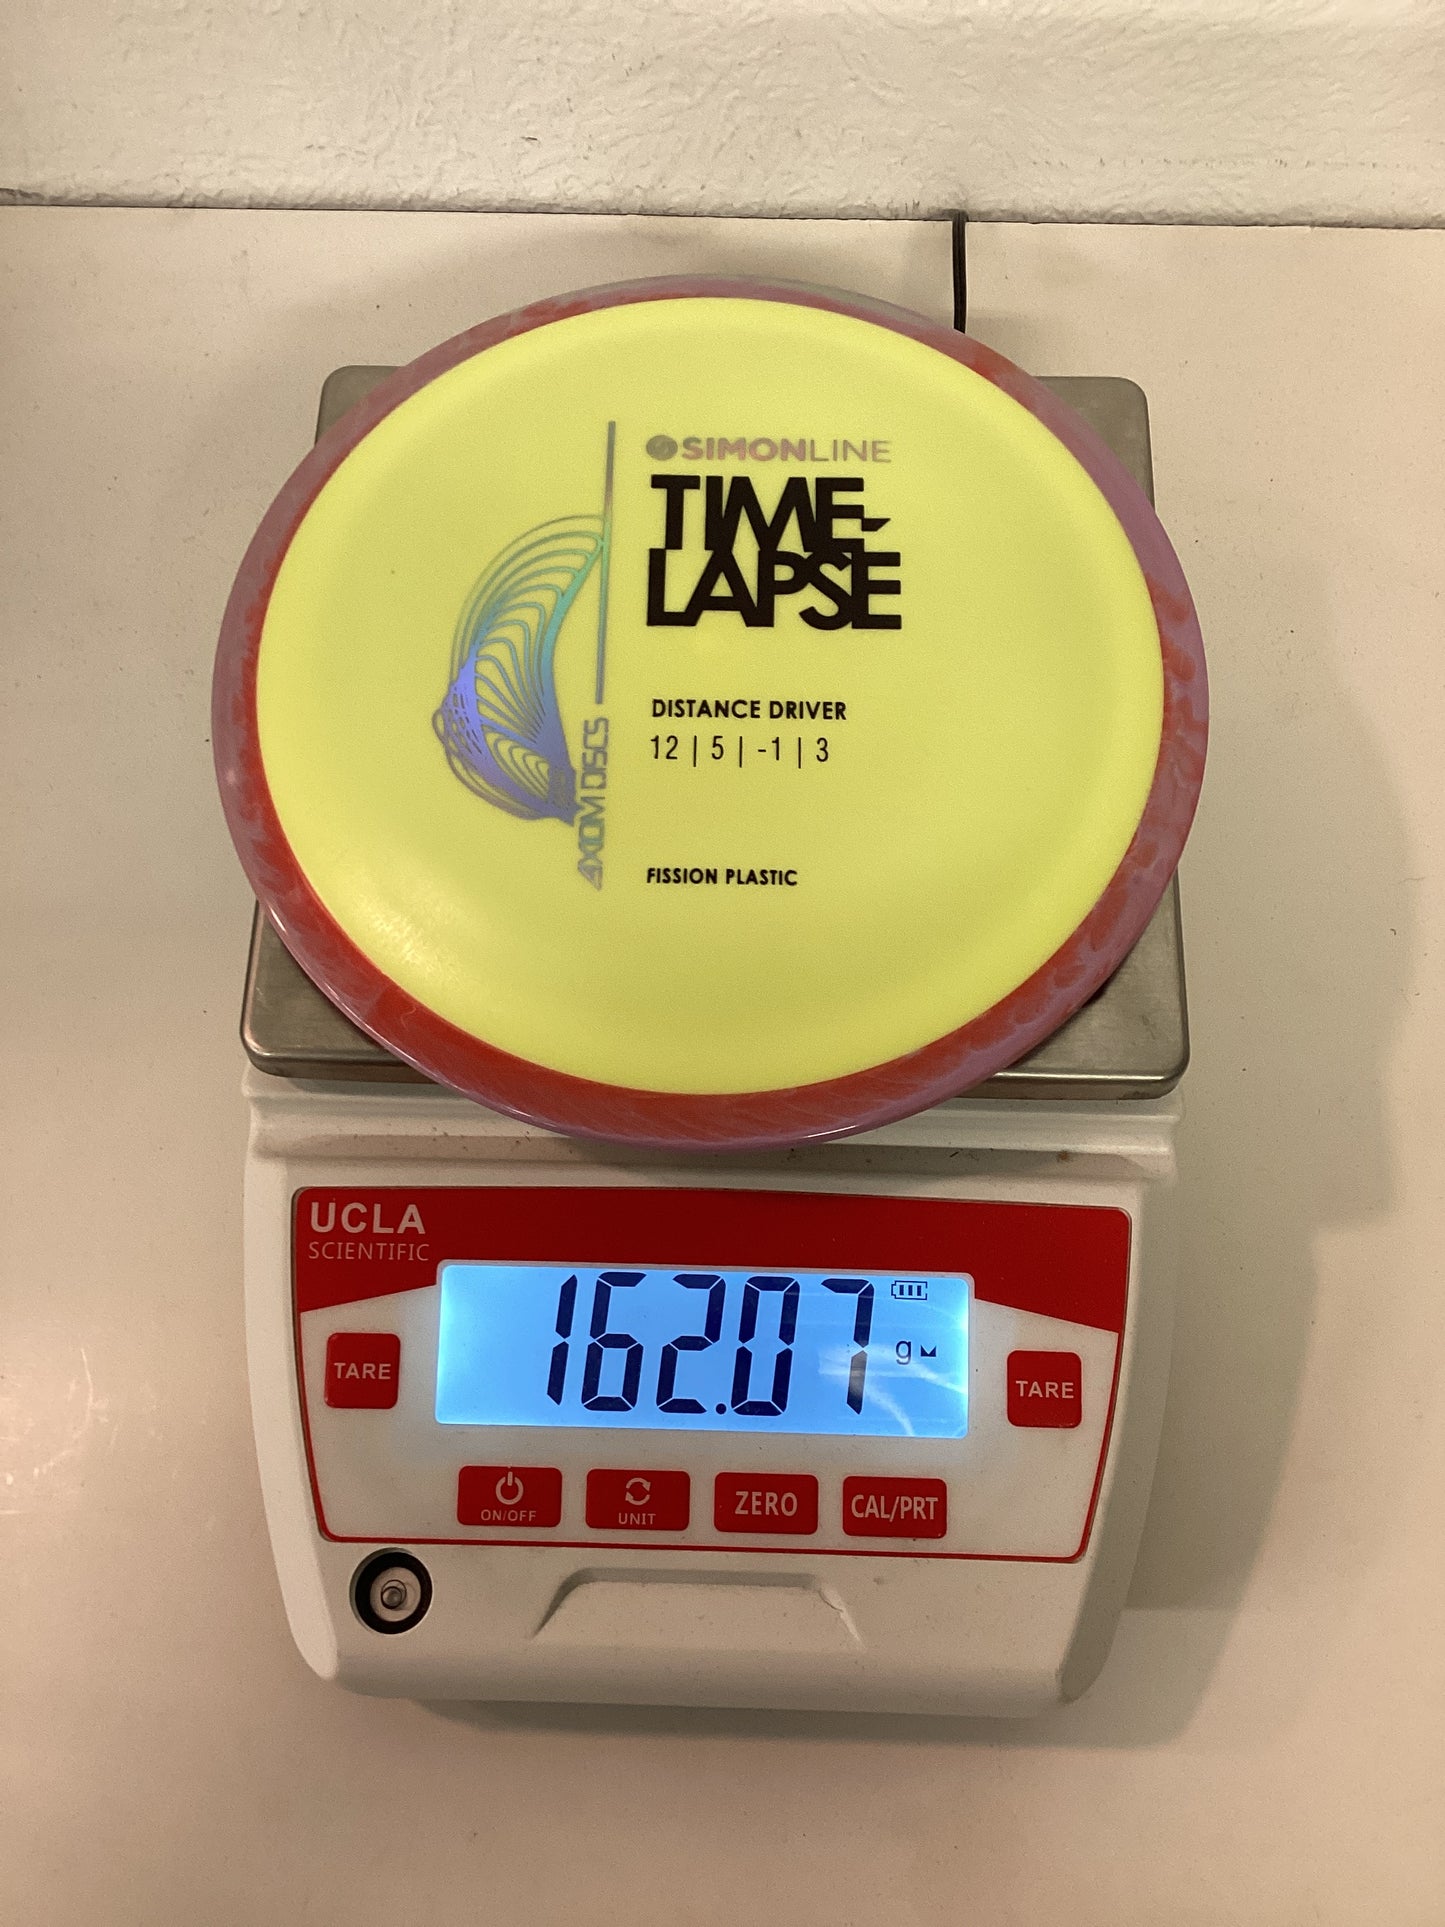 SIMONLINE
TIME-
LAPSE
DISTANCE DRIVER
12 | 5 | -1 | 3
AXIOM DISCS
FISSION PLASTIC
UCLA
SCIENTIFIC
162.07 g
TARE
TARE
ON/OFF
UNIT
ZERO
CAL/PRT